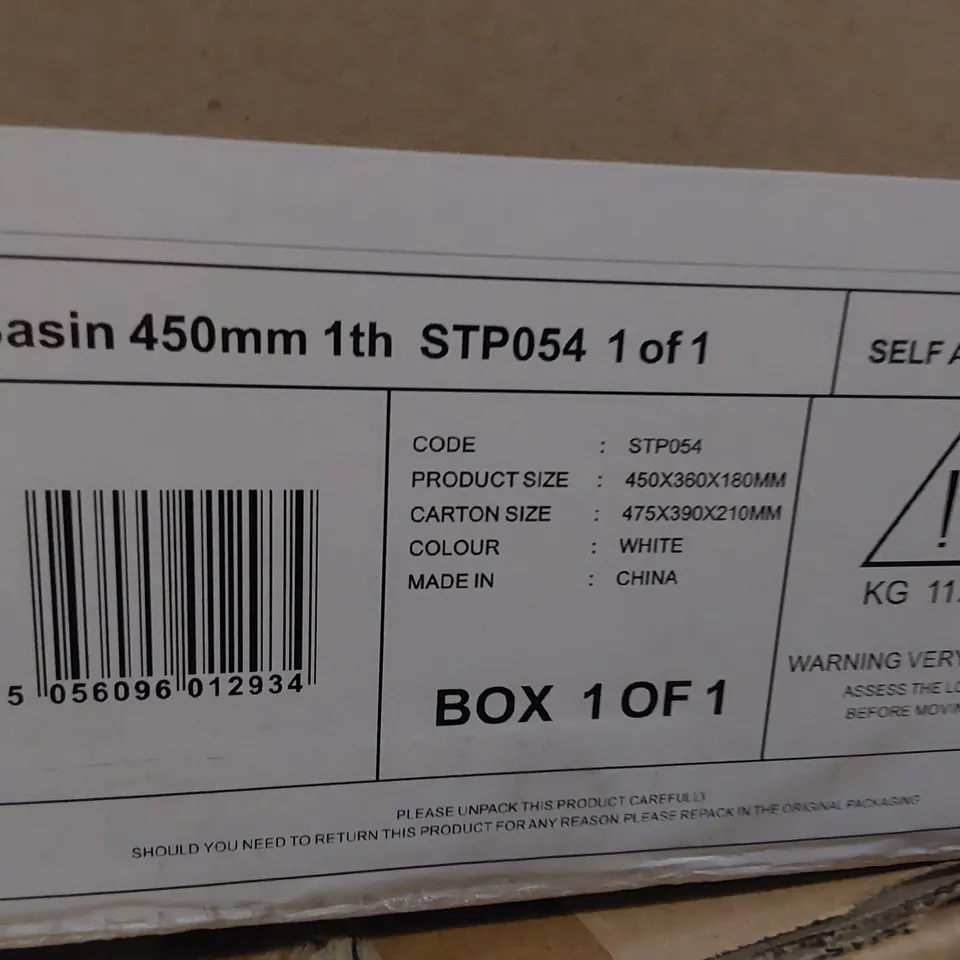 asin 450mm 1th STP054 1 of 1
SELF
CODE : STP054
PRODUCT SIZE : 450X360X180MM
CARTON SIZE : 475X390X210MM
COLOUR : WHITE
MADE IN : CHINA
5 056096 012934
BOX 1 OF 1
!
KG 11.
WARNING VERY
ASSESS THE
BEFORE
PLEASE UNPACK THIS PRODUCT CAREFULLY
SHOULD YOU NEED TO RETURN THIS PRODUCT FOR ANY REASON PLEASE REPACK IN THE ORIGINAL PACKAGING